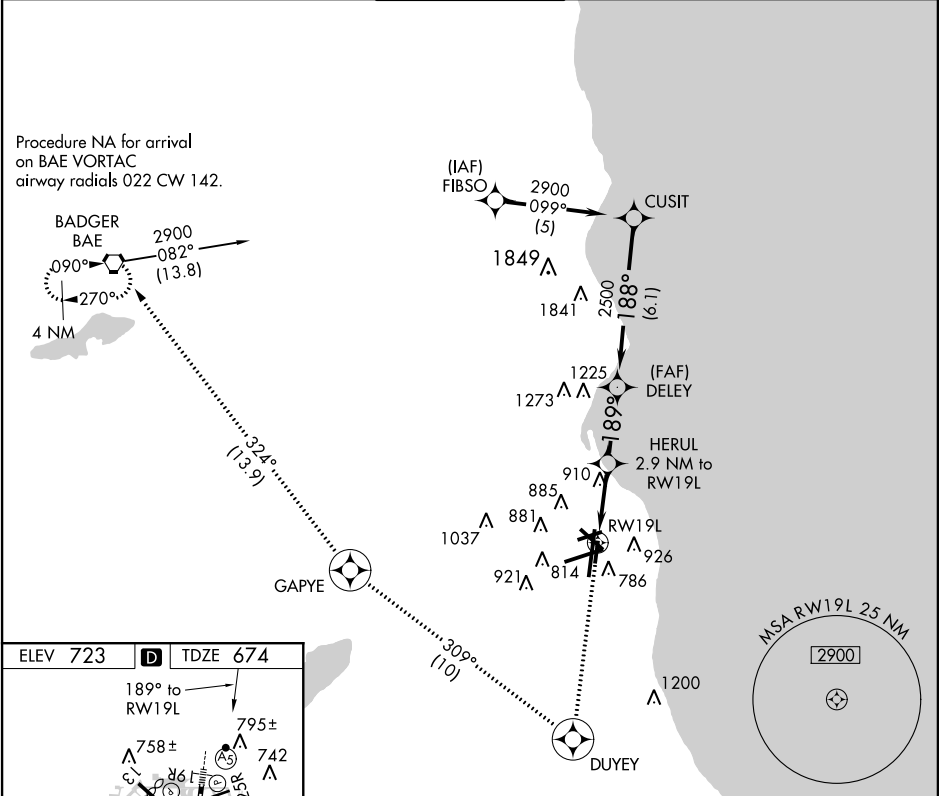 Procedure NA for arrival
on BAE VORTAC
airway radials 022 CW 142.
BADGER
BAE
090°
270°
4 NM
2900
082°
(13.8)
(IAF)
FIBSO
2900
099°
(5)
CUSIT
1849
1841
2500
188°
(6.1)
1225
1273
(FAF)
DELEY
189°
HERUL
2.9 NM to
RW19L
910
885
881
1037
RW19L
926
814
786
921
324°
(13.9)
GAPYE
309°
(10)
DUYEY
1200
MSA RW19L 25 NM
2900
ELEV 723 D TDZE 674
189° to
RW19L
795±
758±
742
A5
13
19R
25R
P
P